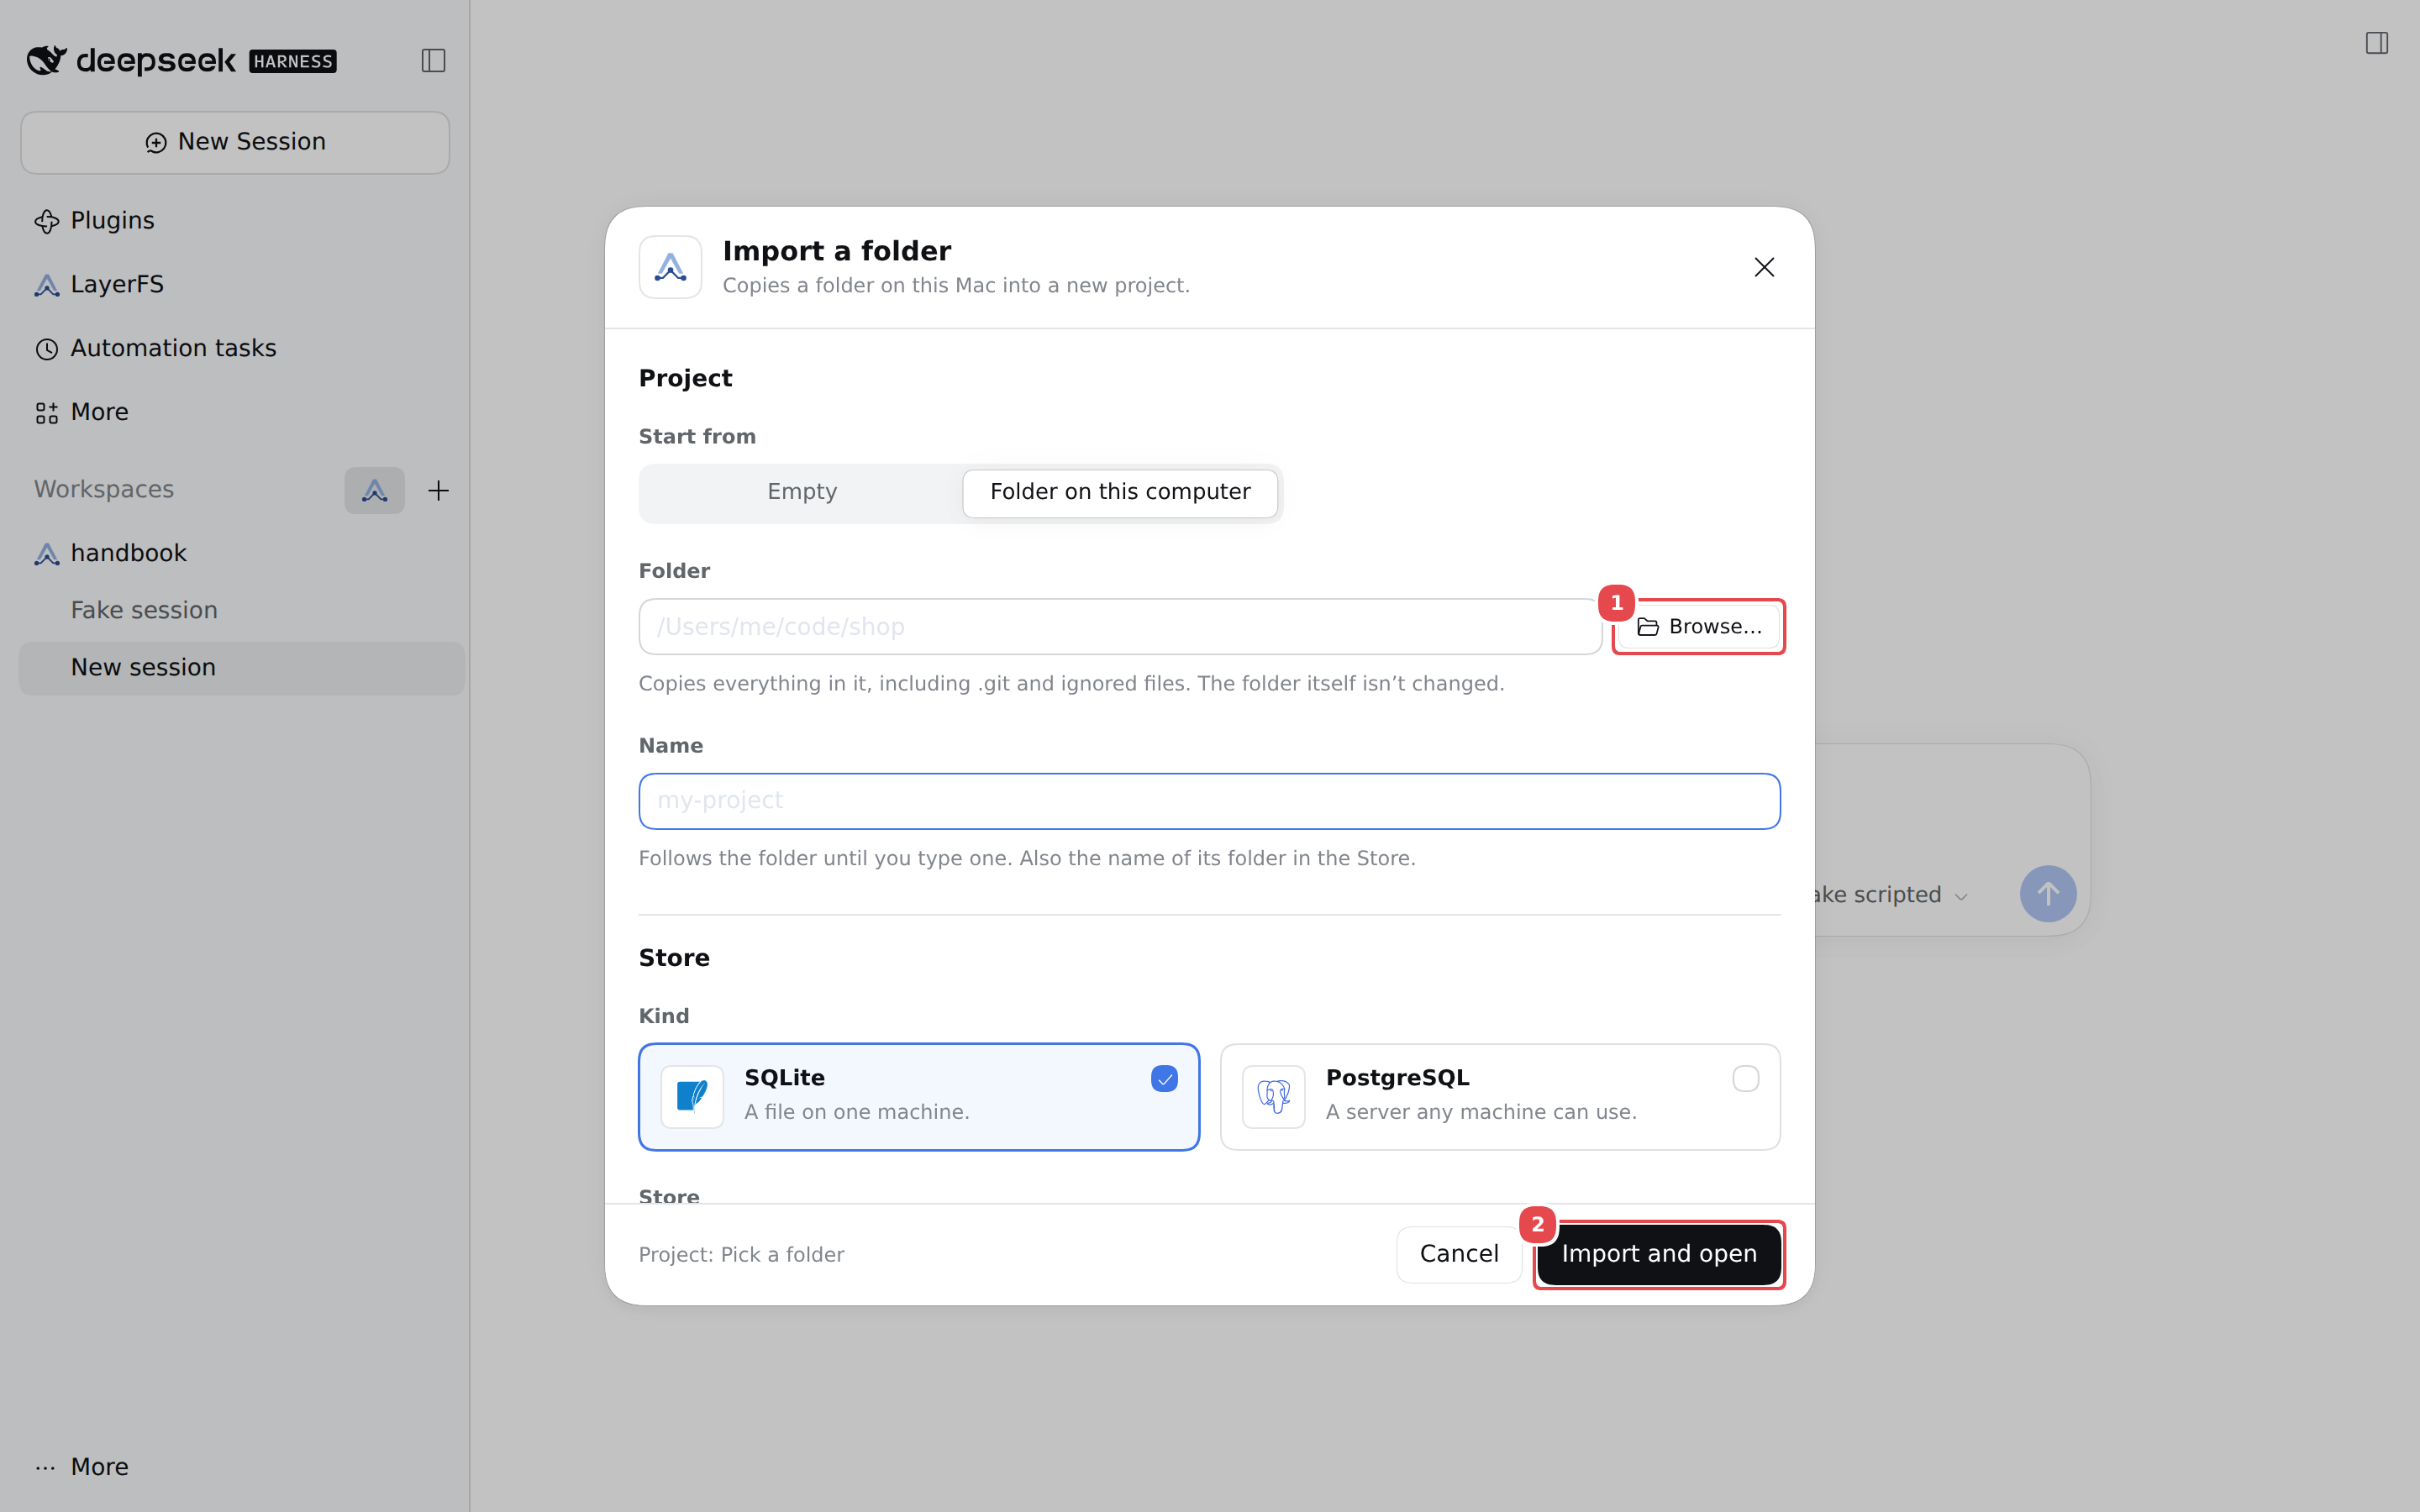 deepseek HARNESS
New Session
Plugins
LayerFS
Automation tasks
More
Workspaces
handbook
Fake session
New session
More
Import a folder
Copies a folder on this Mac into a new project.
Project
Start from
Empty
Folder on this computer
Folder
/Users/me/code/shop
1
Browse...
Copies everything in it, including .git and ignored files. The folder itself isn’t changed.
Name
my-project
Follows the folder until you type one. Also the name of its folder in the Store.
Store
Kind
SQLite
A file on one machine.
PostgreSQL
A server any machine can use.
Store
Project: Pick a folder
Cancel
2
Import and open
ake scripted